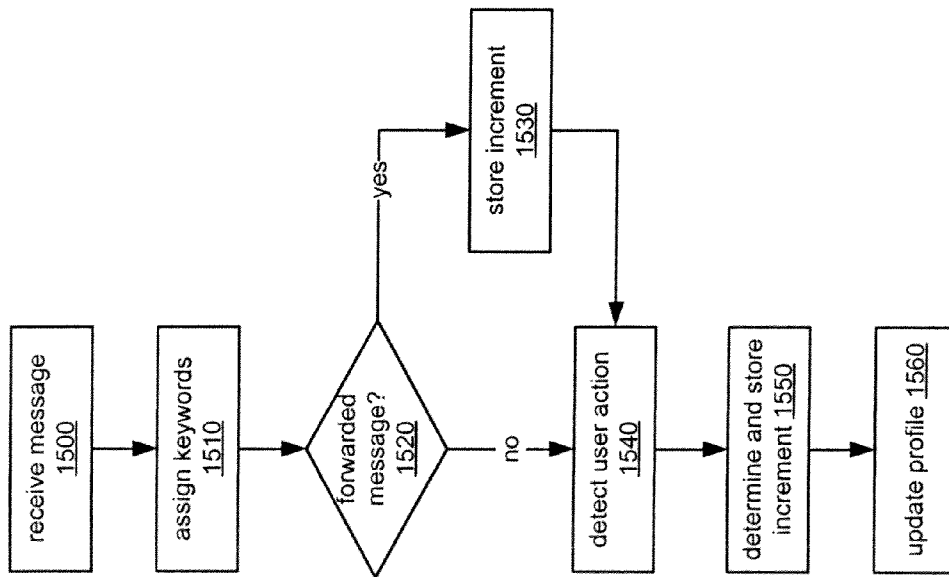 receive message
1500
assign keywords
1510
forwarded
message?
1520
yes
store increment
1530
no
detect user action
1540
determine and store
increment 1550
update profile 1560